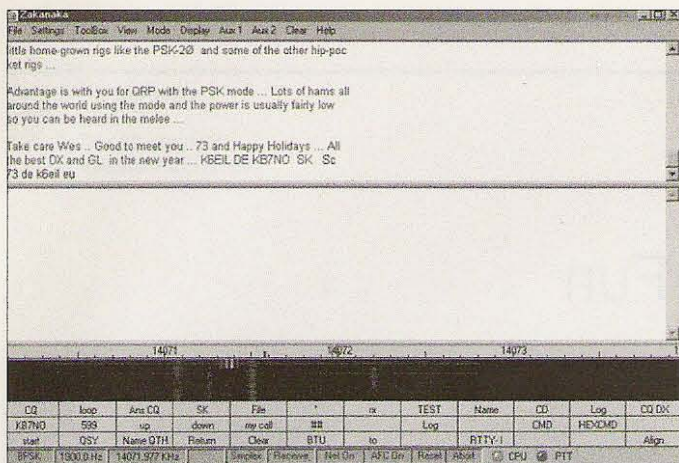 Zakanaka
File Settings ToolBox View Mode Display Aux 1 Aux 2 Clear Help
little home-grown rigs like the PSK-20 and some of the other hip-poc
ket rigs ...
Advantage is with you for QRP with the PSK mode ... Lots of hams all
around the world using the mode and the power is usually fairly low
so you can be heard in the melee ...
Take care Wes .. Good to meet you .. 73 and Happy Holidays ... All
the best DX and GL in the new year ... K6EIL DE KB7NO SK Sc
73 de k6eil eu
14071 14072 14073 1
CQ loop Ans CQ SK File ' rx TEST Name CD Log CQ DX
KB7NO 599 up down my call ## Log CMD HEXCMD
start QSY Name QTH Return Clear BTU to RTTY-I Align
BPSK 1900.0 Hz 14071.977 KHz Simplex Receive Net On AFC On Reset Abort CPU PTT